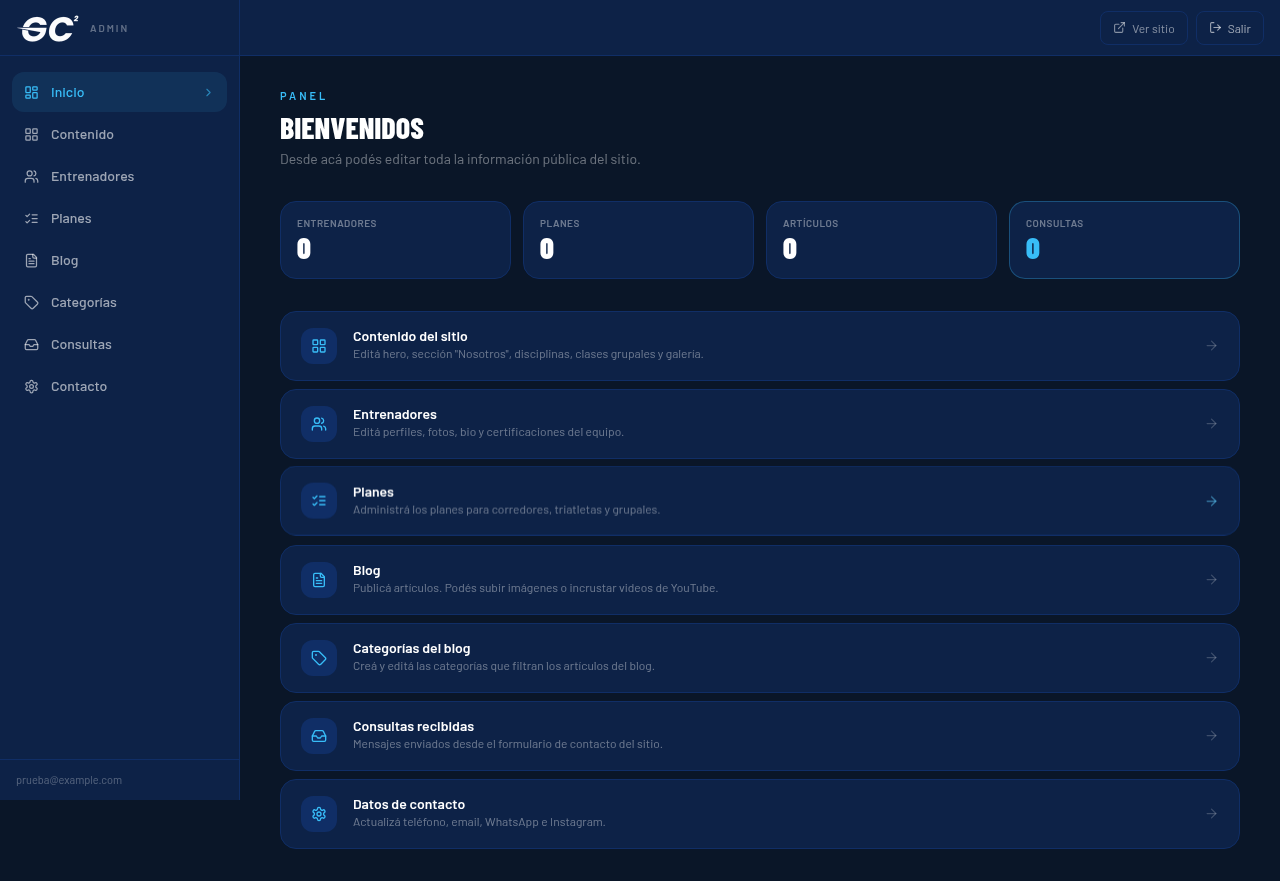 GC²
ADMIN
Ver sitio
Salir
Inicio
Contenido
Entrenadores
Planes
Blog
Categorías
Consultas
Contacto
prueba@example.com
PANEL
BIENVENIDOS
Desde acá podés editar toda la información pública del sitio.
ENTRENADORES
0
PLANES
0
ARTÍCULOS
0
CONSULTAS
0
Contenido del sitio
Editá hero, sección "Nosotros", disciplinas, clases grupales y galería.
Entrenadores
Editá perfiles, fotos, bio y certificaciones del equipo.
Planes
Administrá los planes para corredores, triatletas y grupales.
Blog
Publicá artículos. Podés subir imágenes o incrustar videos de YouTube.
Categorías del blog
Creá y editá las categorías que filtran los artículos del blog.
Consultas recibidas
Mensajes enviados desde el formulario de contacto del sitio.
Datos de contacto
Actualizá teléfono, email, WhatsApp e Instagram.